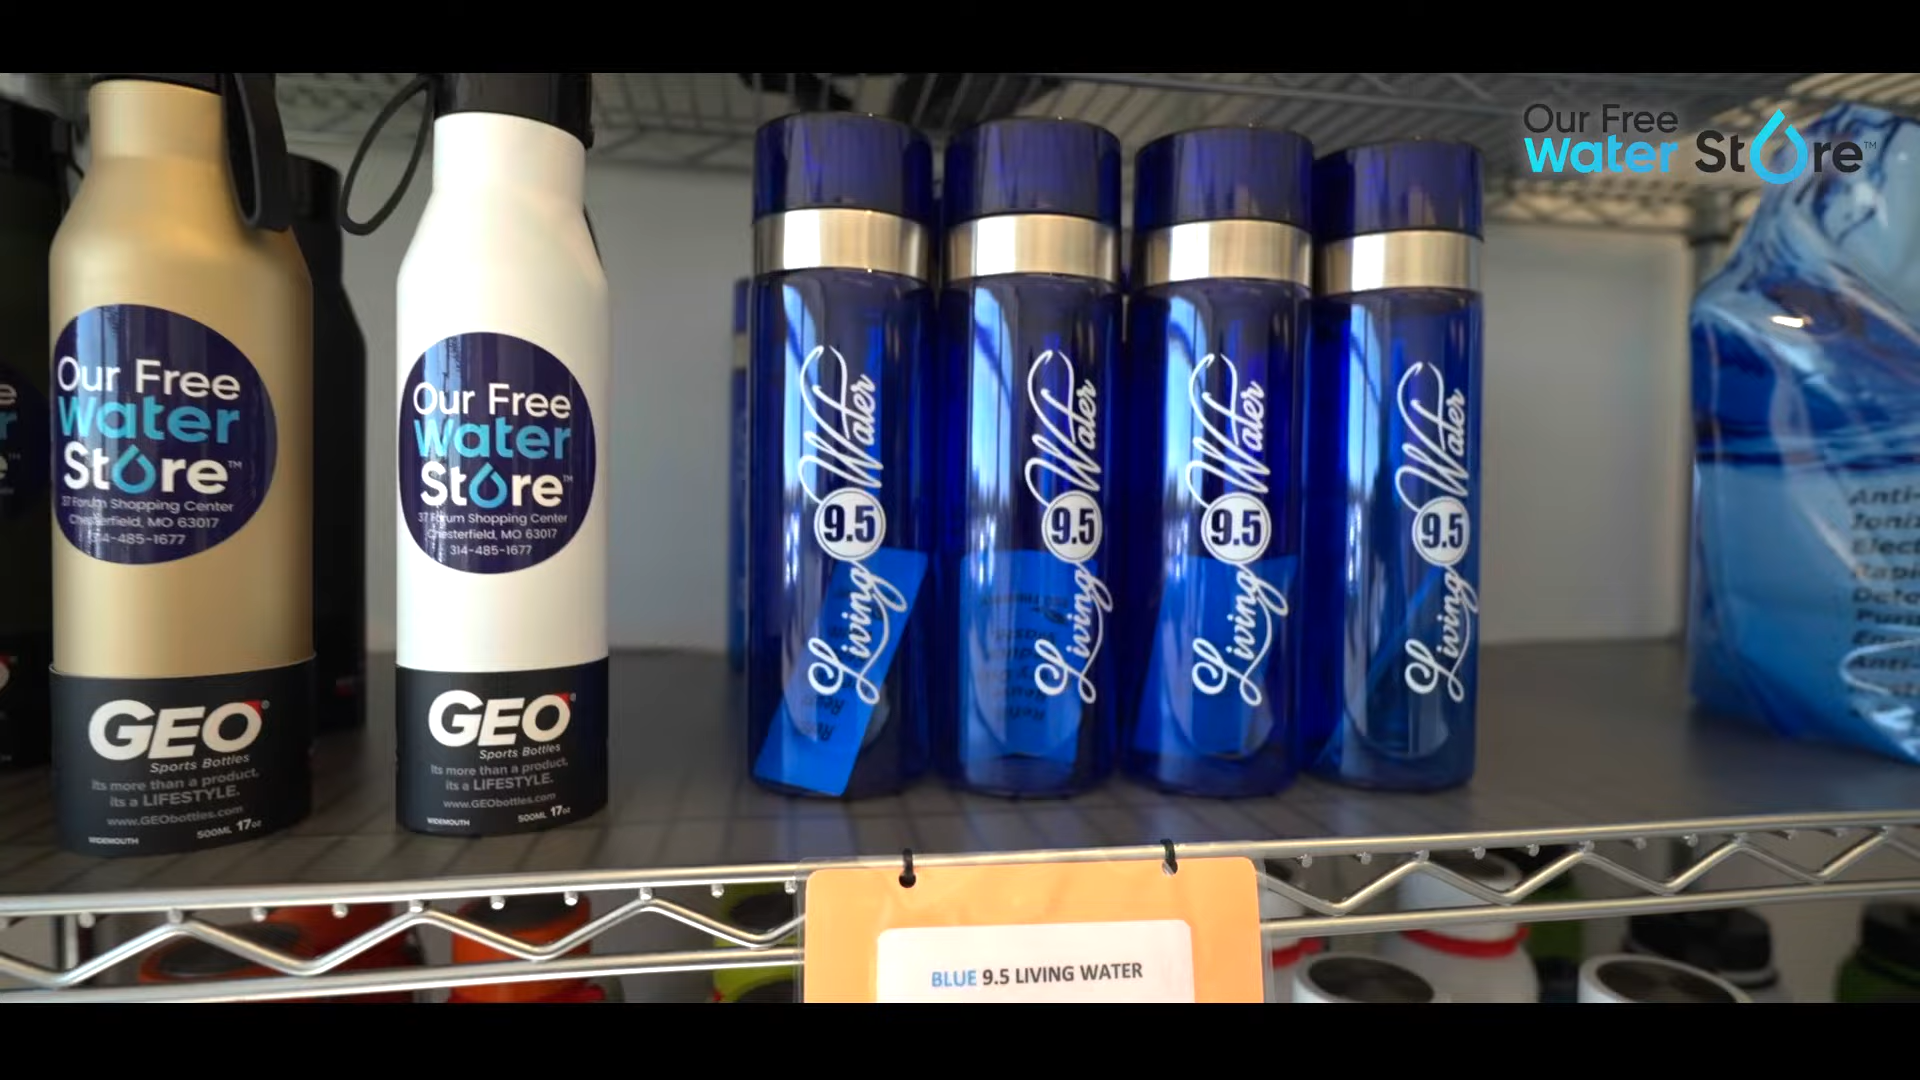 Our Free
Water Store™
Our Free
Water
Store™
37 Forum Shopping Center
Chesterfield, MO 63017
314-485-1677
GEO®
Sports Bottles
Its more than a product,
its a LIFESTYLE.
www.GEObottles.com
WIDEMOUTH 500ML 17oz
Our Free
Water
Store™
37 Forum Shopping Center
Chesterfield, MO 63017
314-485-1677
GEO®
Sports Bottles
Its more than a product,
its a LIFESTYLE.
www.GEObottles.com
WIDEMOUTH 500ML 17oz
Living 9.5 Water
Living 9.5 Water
Living 9.5 Water
Living 9.5 Water
Anti-
BLUE 9.5 LIVING WATER